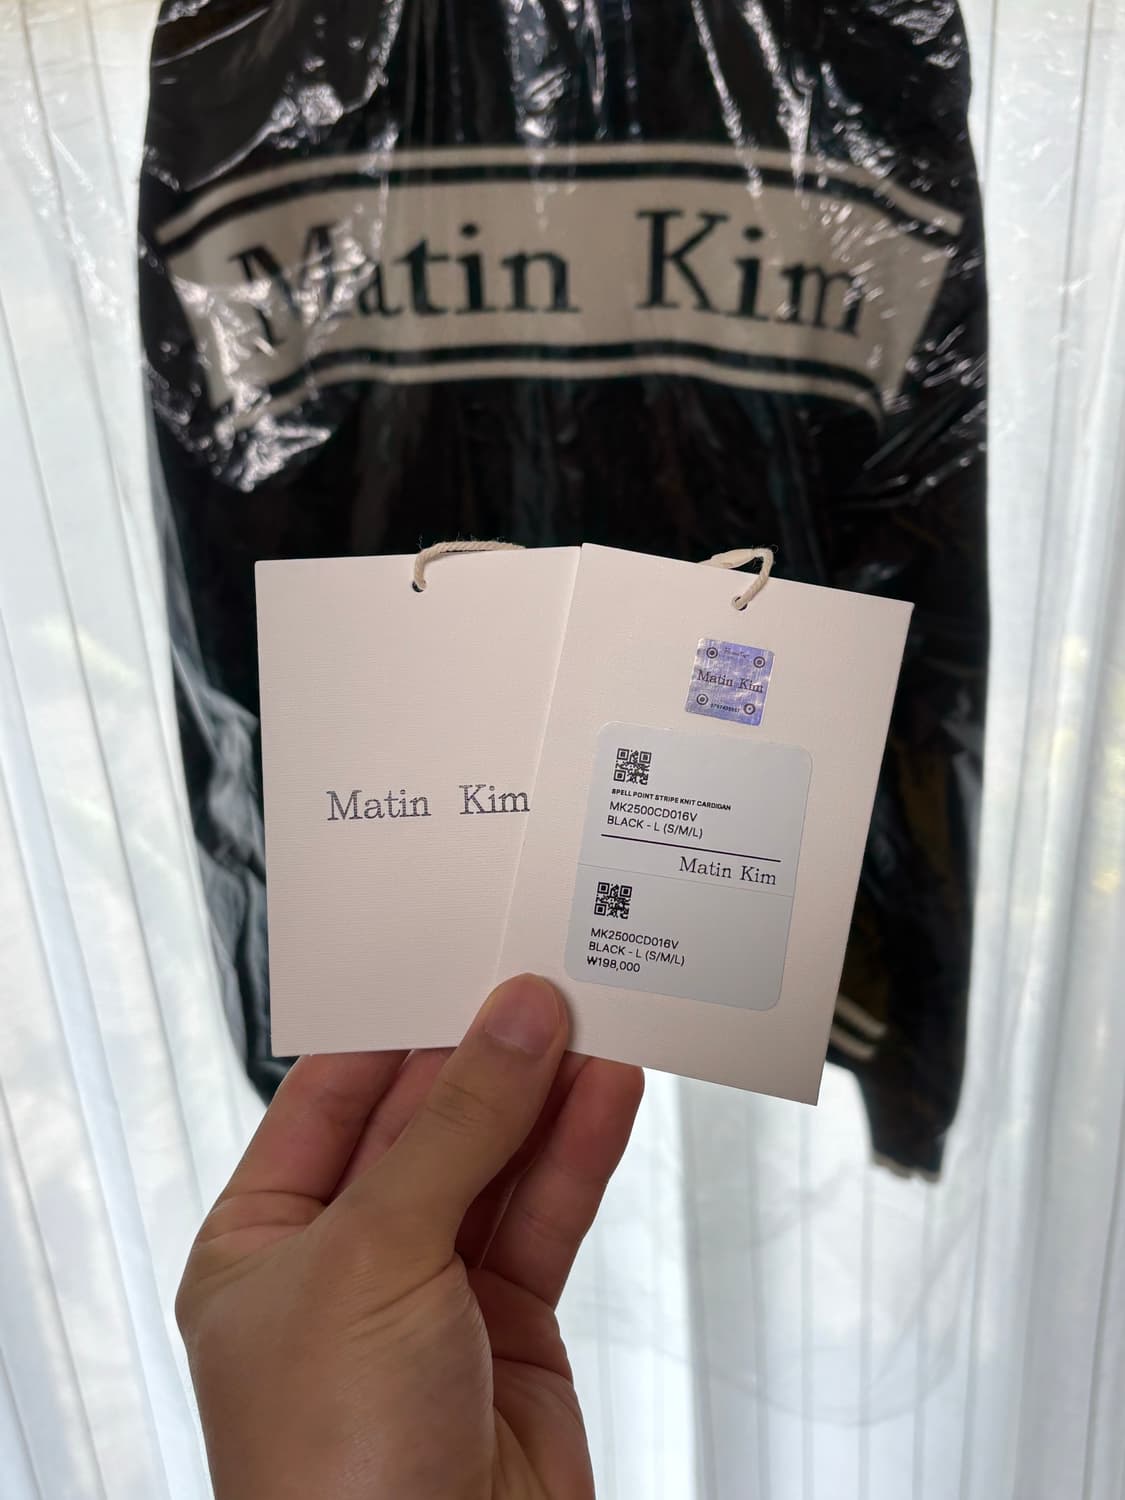 Matin Kim
Matin Kim
Matin Kim
SPELL POINT STRIPE KNIT CARDIGAN
MK2500CD016V
BLACK - L (S/M/L)
Matin Kim
MK2500CD016V
BLACK - L (S/M/L)
₩198,000